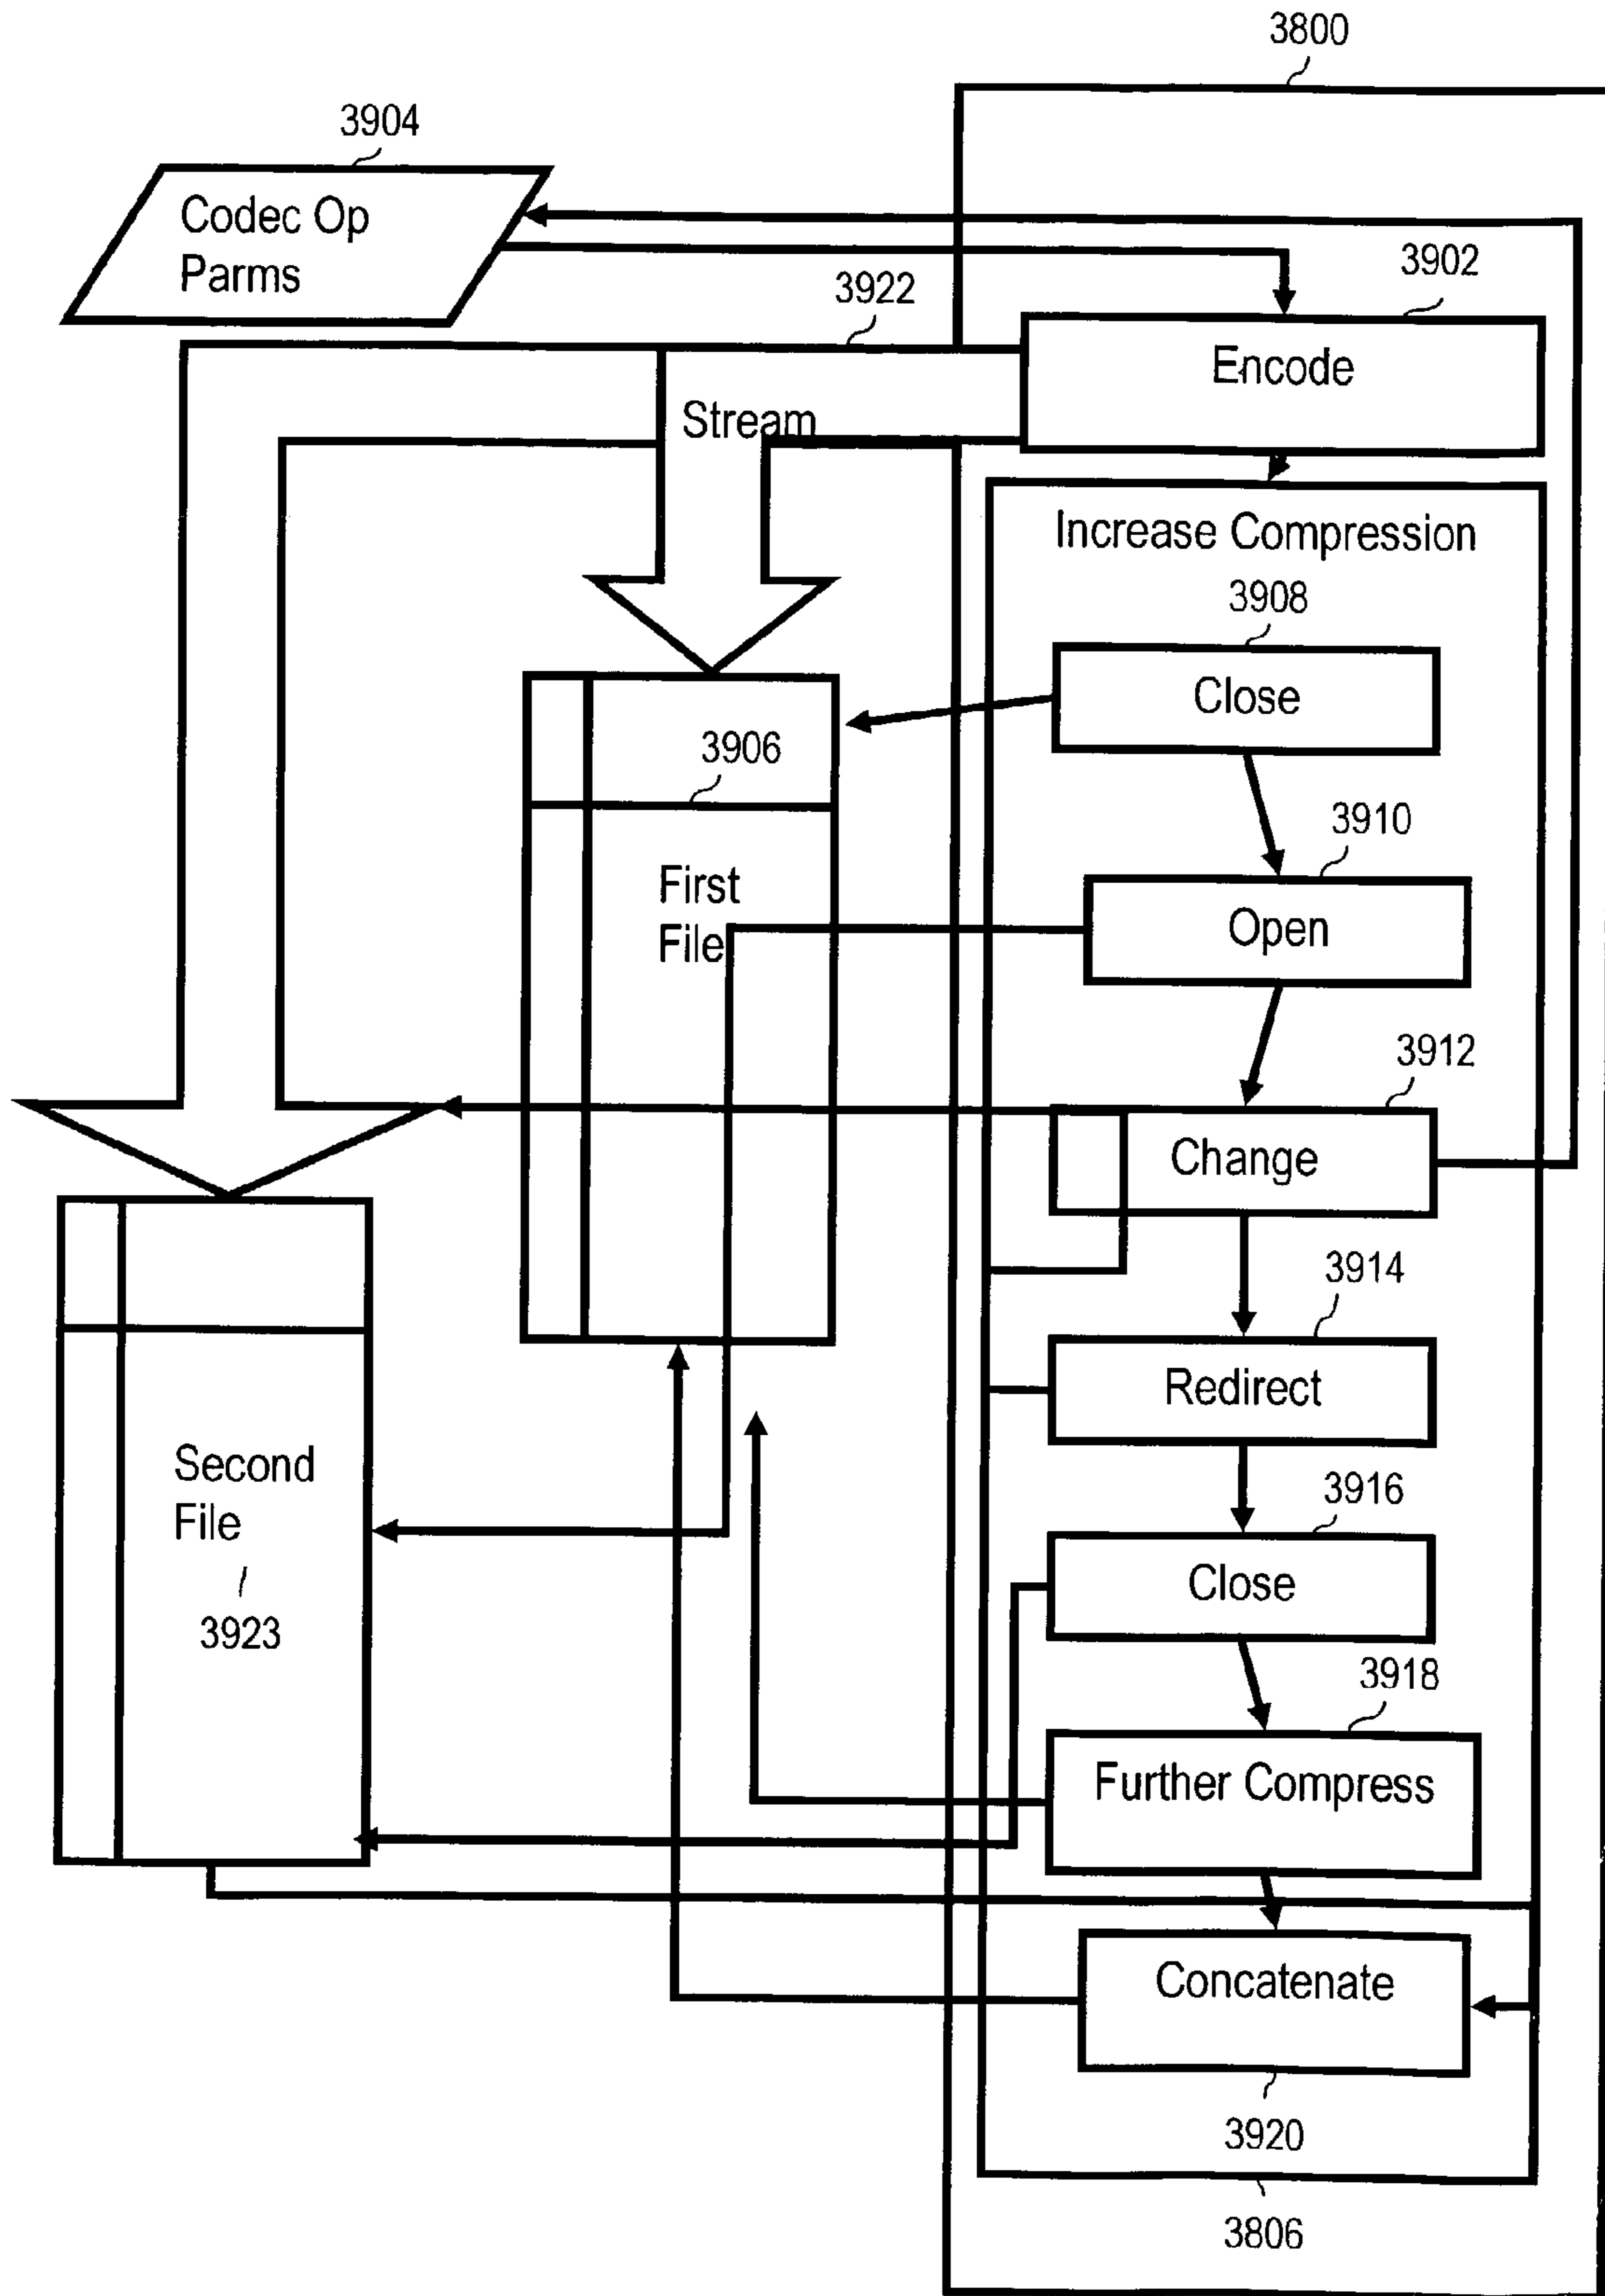 3800
3904
Codec Op
Parms
3902
3922
Encode
Stream
Increase Compression
3908
Close
3906
3910
First
File
Open
3912
Change
3914
Redirect
Second
File
3916
Close
3923
3918
Further Compress
Concatenate
3920
3806